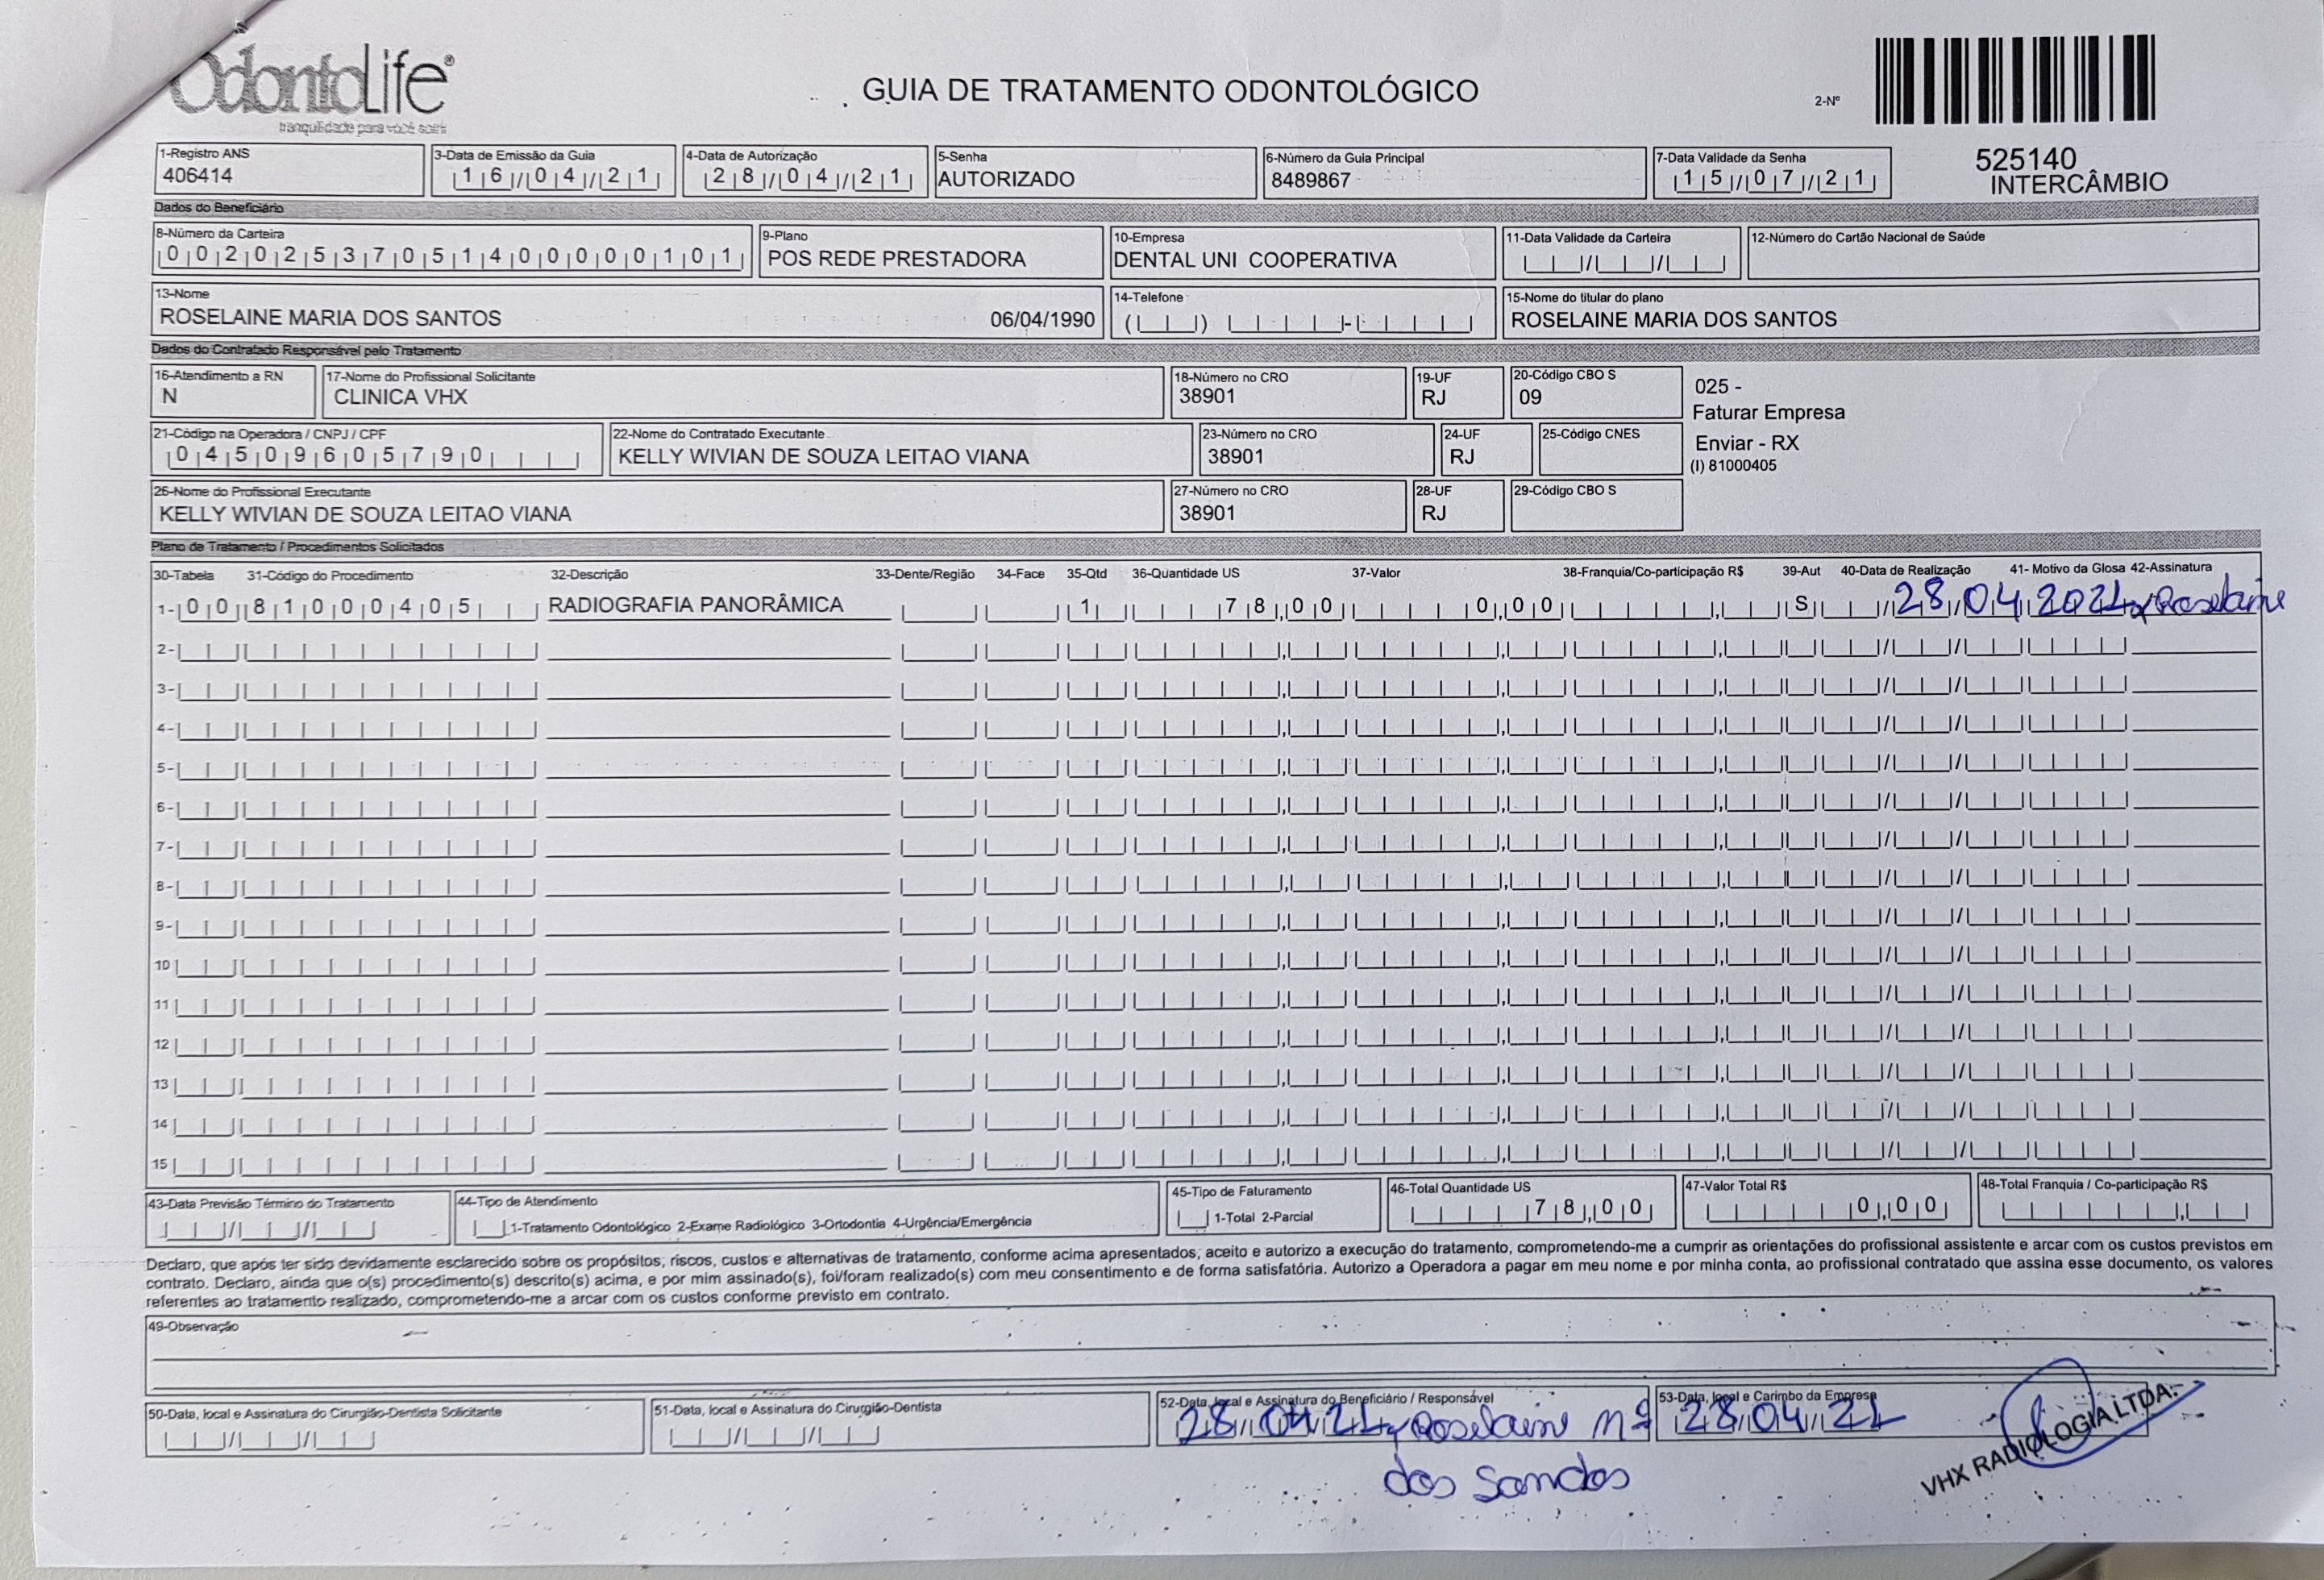 OdontoLife®
tranquilidade para você sorrir
GUIA DE TRATAMENTO ODONTOLÓGICO
2-Nº
525140
INTERCÂMBIO
1-Registro ANS
406414
3-Data de Emissão da Guia
16/04/21
4-Data de Autorização
28/04/21
5-Senha
AUTORIZADO
6-Número da Guia Principal
8489867
7-Data Validade da Senha
15/07/21
Dados do Beneficiário
8-Número da Carteira
00202537051400000101
9-Plano
POS REDE PRESTADORA
10-Empresa
DENTAL UNI COOPERATIVA
11-Data Validade da Carteira
12-Número do Cartão Nacional de Saúde
13-Nome
ROSELAINE MARIA DOS SANTOS 06/04/1990
14-Telefone
15-Nome do titular do plano
ROSELAINE MARIA DOS SANTOS
Dados do Contratado Responsável pelo Tratamento
16-Atendimento a RN
N
17-Nome do Profissional Solicitante
CLINICA VHX
18-Número no CRO
38901
19-UF
RJ
20-Código CBO S
09
025 -
Faturar Empresa
Enviar - RX
(I) 81000405
21-Código na Operadora / CNPJ / CPF
04509605790
22-Nome do Contratado Executante
KELLY WIVIAN DE SOUZA LEITAO VIANA
23-Número no CRO
38901
24-UF
RJ
25-Código CNES
26-Nome do Profissional Executante
KELLY WIVIAN DE SOUZA LEITAO VIANA
27-Número no CRO
38901
28-UF
RJ
29-Código CBO S
Plano de Tratamento / Procedimentos Solicitados
30-Tabela 31-Código do Procedimento 32-Descrição 33-Dente/Região 34-Face 35-Qtd 36-Quantidade US 37-Valor 38-Franquia/Co-participação R$ 39-Aut 40-Data de Realização 41- Motivo da Glosa 42-Assinatura
1- 00 81000405 RADIOGRAFIA PANORÂMICA 1 78,00 0,00 S 28/04/2021 x Roselaine
2-
3-
4-
5-
6-
7-
8-
9-
10
11
12
13
14
15
43-Data Previsão Término do Tratamento
44-Tipo de Atendimento
1-Tratamento Odontológico 2-Exame Radiológico 3-Ortodontia 4-Urgência/Emergência
45-Tipo de Faturamento
1-Total 2-Parcial
46-Total Quantidade US
78,00
47-Valor Total R$
0,00
48-Total Franquia / Co-participação R$
Declaro, que após ter sido devidamente esclarecido sobre os propósitos, riscos, custos e alternativas de tratamento, conforme acima apresentados, aceito e autorizo a execução do tratamento, comprometendo-me a cumprir as orientações do profissional assistente e arcar com os custos previstos em
contrato. Declaro, ainda que o(s) procedimento(s) descrito(s) acima, e por mim assinado(s), foi/foram realizado(s) com meu consentimento e de forma satisfatória. Autorizo a Operadora a pagar em meu nome e por minha conta, ao profissional contratado que assina esse documento, os valores
referentes ao tratamento realizado, comprometendo-me a arcar com os custos conforme previsto em contrato.
49-Observação
50-Data, local e Assinatura do Cirurgião-Dentista Solicitante
51-Data, local e Assinatura do Cirurgião-Dentista
52-Data, local e Assinatura do Beneficiário / Responsável
28/04/21 x Roselaine Mª
dos Santos
53-Data, local e Carimbo da Empresa
28/04/21
VHX RADIOLOGIA LTDA.